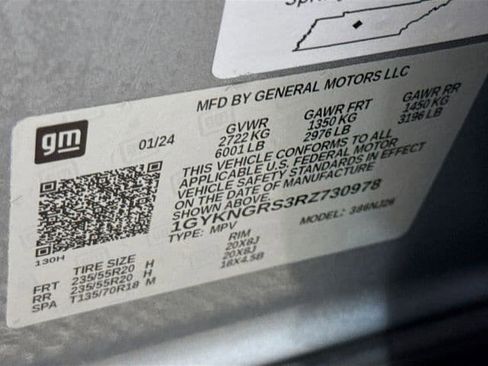 Spring
MFD BY GENERAL MOTORS LLC
gm
01/24
GVWR GAWR FRT GAWR RR
2722 KG 1350 KG 1450 KG
6001 LB 2976 LB 3196 LB
THIS VEHICLE CONFORMS TO ALL
APPLICABLE U.S. FEDERAL MOTOR
VEHICLE SAFETY STANDARDS IN EFFECT
ON THE DATE OF MANUFACTURE
1GYKNGRS3RZ730978
TYPE: MPV MODEL: 386NJ26
130H
TIRE SIZE RIM
FRT 235/55R20 H 20X8J
RR 235/55R20 H 20X8J
SPA T135/70R18 M 18X4.5B